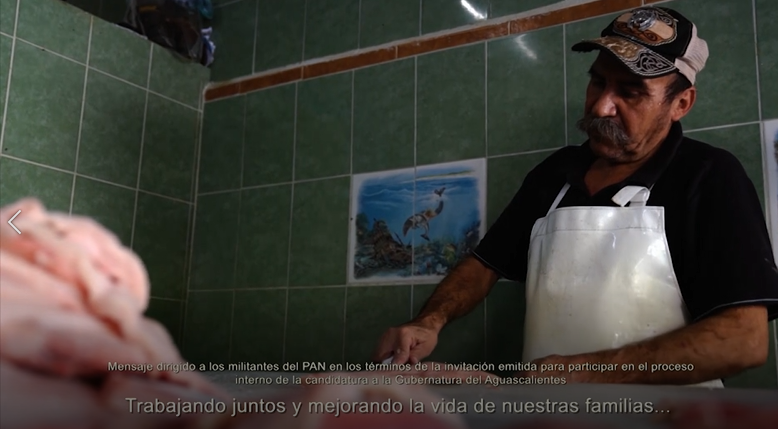 Mensaje dirigido a los militantes del PAN en los términos de la invitación emitida para participar en el proceso
interno de la candidatura a la Gubernatura del Aguascalientes
Trabajando juntos y mejorando la vida de nuestras familias...